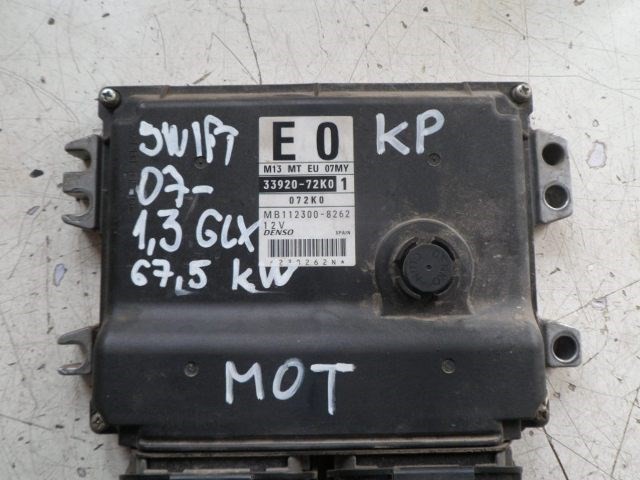 SWIFT
07-
1,3 GLX
67,5 KW
E 0
KP
M13 MT EU 07MY
33920-72K0 1
072K0
MB112300-8262
12V
DENSO SPAIN
MOT